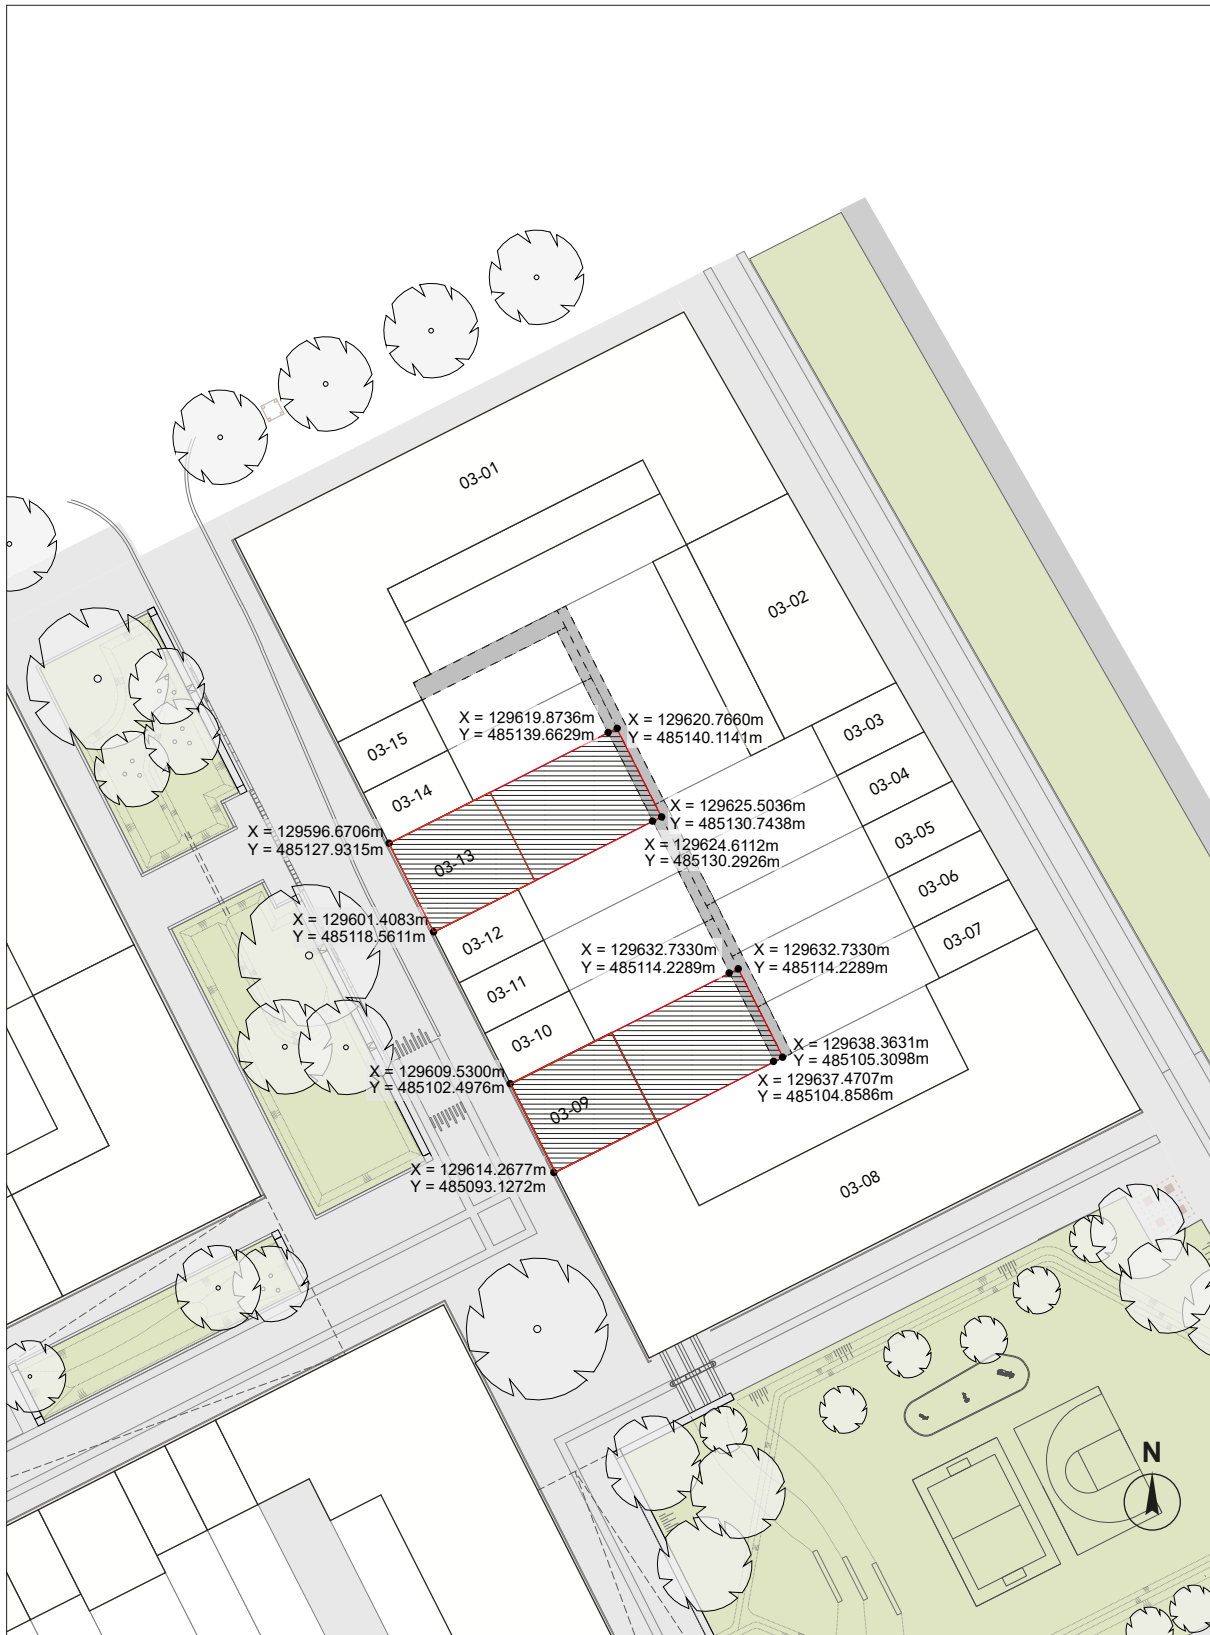 03-01
03-02
03-03
03-15
X = 129619.8736m
Y = 485139.6629m
X = 129620.7660m
Y = 485140.1141m
03-04
03-14
X = 129625.5036m
Y = 485130.7438m
X = 129596.6706m
Y = 485127.9315m
03-05
X = 129624.6112m
Y = 485130.2926m
03-13
03-06
X = 129601.4083m
Y = 485118.5611m
03-12
03-07
X = 129632.7330m
Y = 485114.2289m
X = 129632.7330m
Y = 485114.2289m
03-11
03-10
X = 129638.3631m
Y = 485105.3098m
X = 129609.5300m
Y = 485102.4976m
X = 129637.4707m
Y = 485104.8586m
03-09
X = 129614.2677m
Y = 485093.1272m
03-08
N